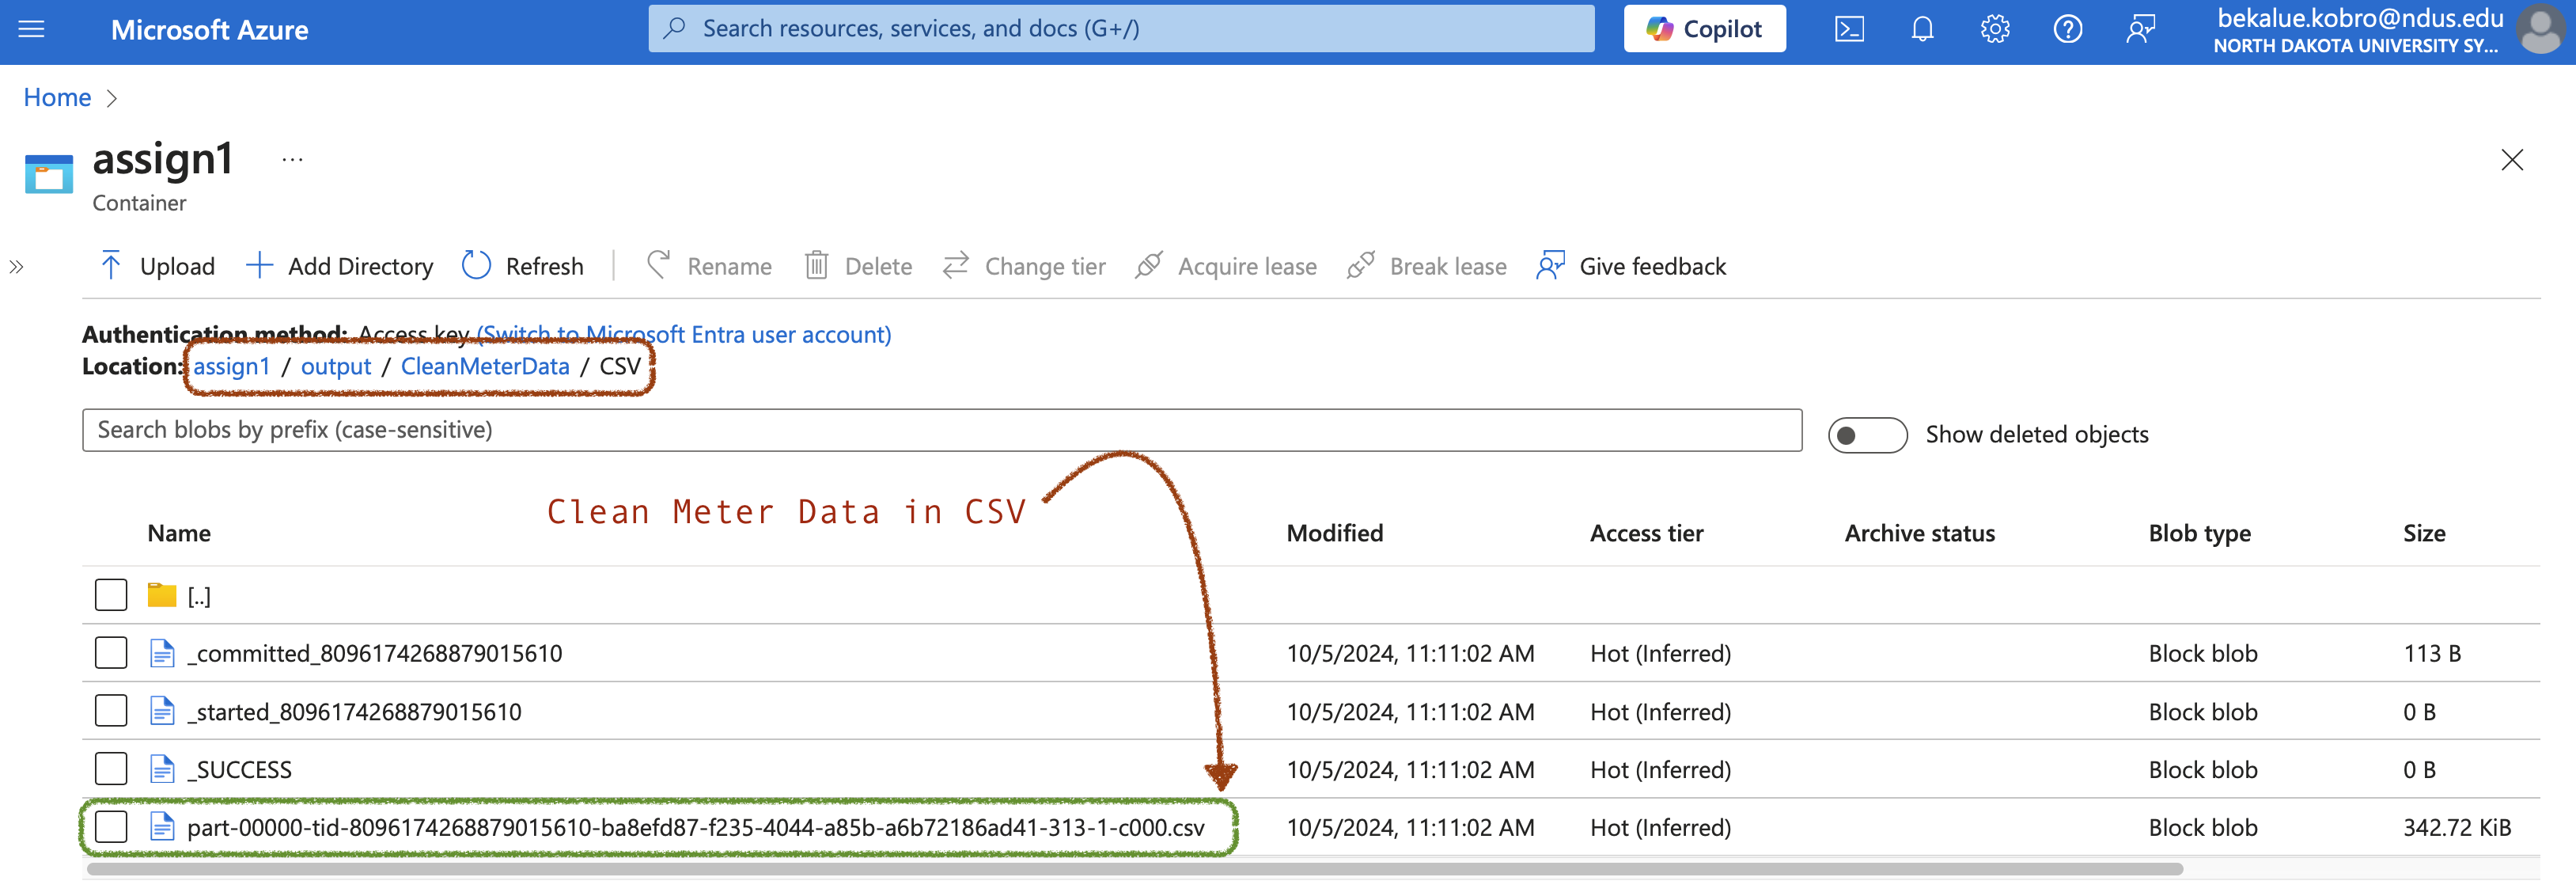 Microsoft Azure
Search resources, services, and docs (G+/)
Copilot
bekalue.kobro@ndus.edu
NORTH DAKOTA UNIVERSITY SY...
Home
assign1 ...
Container
Upload Add Directory Refresh Rename Delete Change tier Acquire lease Break lease Give feedback
Authentication method: Access key (Switch to Microsoft Entra user account)
Location: assign1 / output / CleanMeterData / CSV
Search blobs by prefix (case-sensitive)
Show deleted objects
Clean Meter Data in CSV
Name Modified Access tier Archive status Blob type Size
[..]
_committed_8096174268879015610 10/5/2024, 11:11:02 AM Hot (Inferred) Block blob 113 B
_started_8096174268879015610 10/5/2024, 11:11:02 AM Hot (Inferred) Block blob 0 B
_SUCCESS 10/5/2024, 11:11:02 AM Hot (Inferred) Block blob 0 B
part-00000-tid-8096174268879015610-ba8efd87-f235-4044-a85b-a6b72186ad41-313-1-c000.csv 10/5/2024, 11:11:02 AM Hot (Inferred) Block blob 342.72 KiB